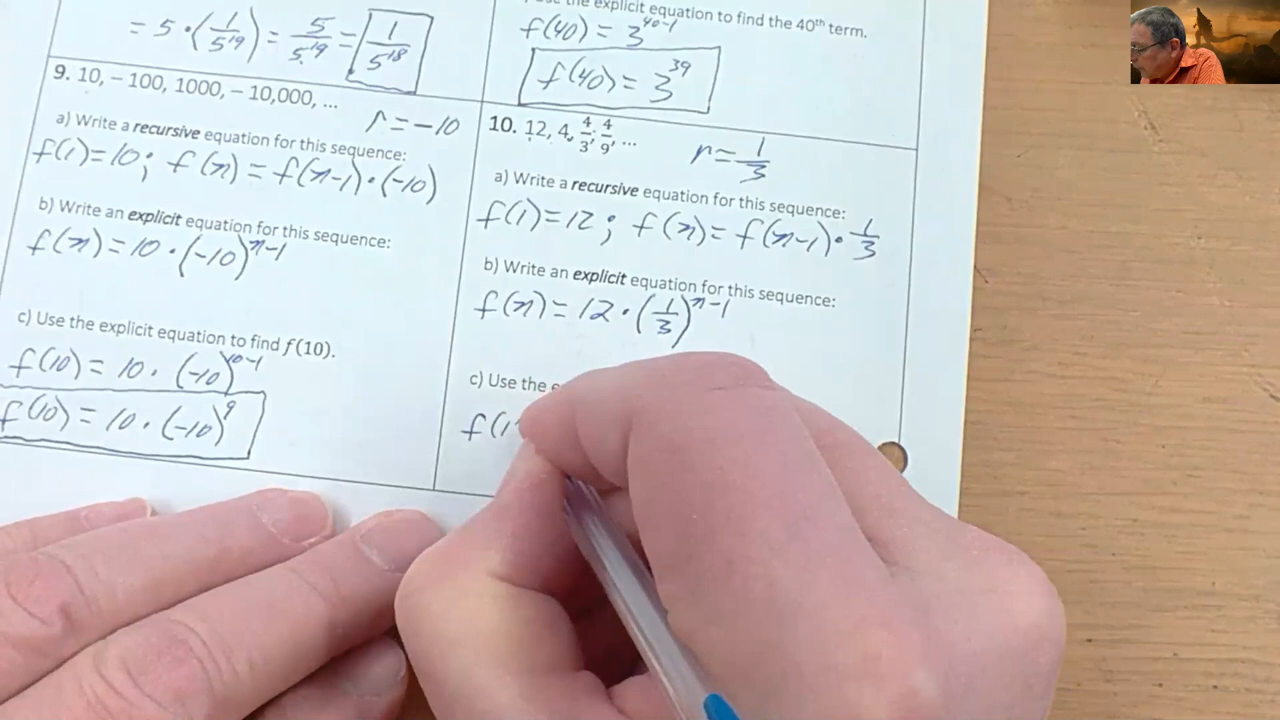 = 5 · (1/5^19) = 5/5^19 = 1/5^18
the explicit equation to find the 40th term.
f(40) = 3^40-1
f(40) = 3^39
9. 10, – 100, 1000, – 10,000, ...
r = -10
a) Write a recursive equation for this sequence:
f(1) = 10; f(n) = f(n-1) · (-10)
b) Write an explicit equation for this sequence:
f(n) = 10 · (-10)^n-1
c) Use the explicit equation to find f(10).
f(10) = 10 · (-10)^10-1
f(10) = 10 · (-10)^9
10. 12, 4, 4/3, 4/9, ...
r = 1/3
a) Write a recursive equation for this sequence:
f(1) = 12; f(n) = f(n-1) · 1/3
b) Write an explicit equation for this sequence:
f(n) = 12 · (1/3)^n-1
c) Use the
f(1